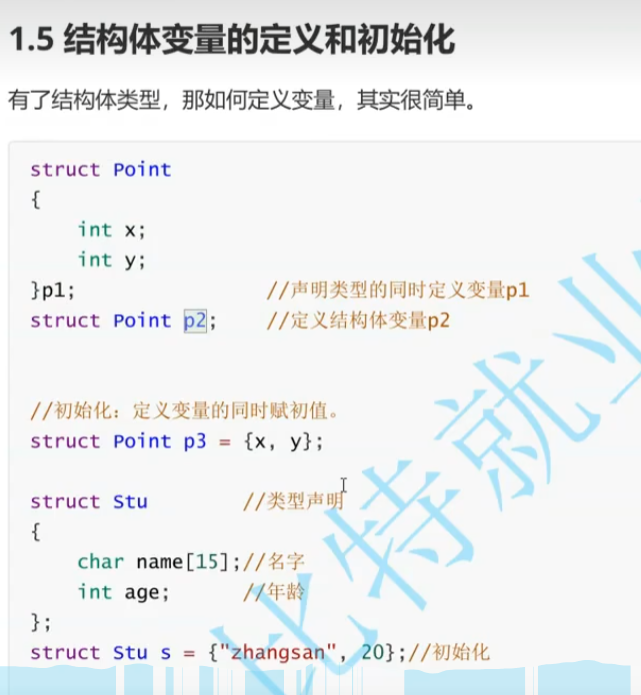 1.5 结构体变量的定义和初始化
有了结构体类型，那如何定义变量，其实很简单。
struct Point
{
    int x;
    int y;
}p1;                //声明类型的同时定义变量p1
struct Point p2;    //定义结构体变量p2
//初始化：定义变量的同时赋初值。
struct Point p3 = {x, y};
struct Stu        //类型声明
{
    char name[15];//名字
    int age;      //年龄
};
struct Stu s = {"zhangsan", 20};//初始化
比特就业